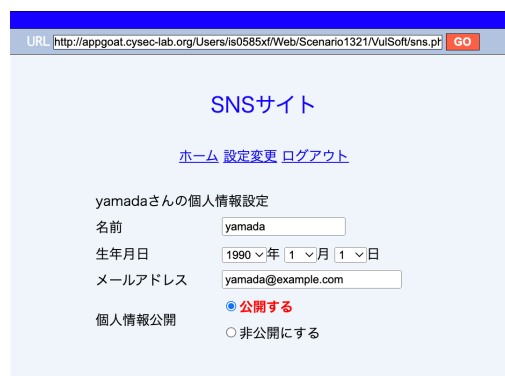 URL http://appgoat.cysec-lab.org/Users/is0585xf/Web/Scenario1321/VulSoft/sns.ph GO
SNSサイト
ホーム 設定変更 ログアウト
yamadaさんの個人情報設定
名前 yamada
生年月日 1990 年 1 月 1 日
メールアドレス yamada@example.com
個人情報公開
公開する
非公開にする